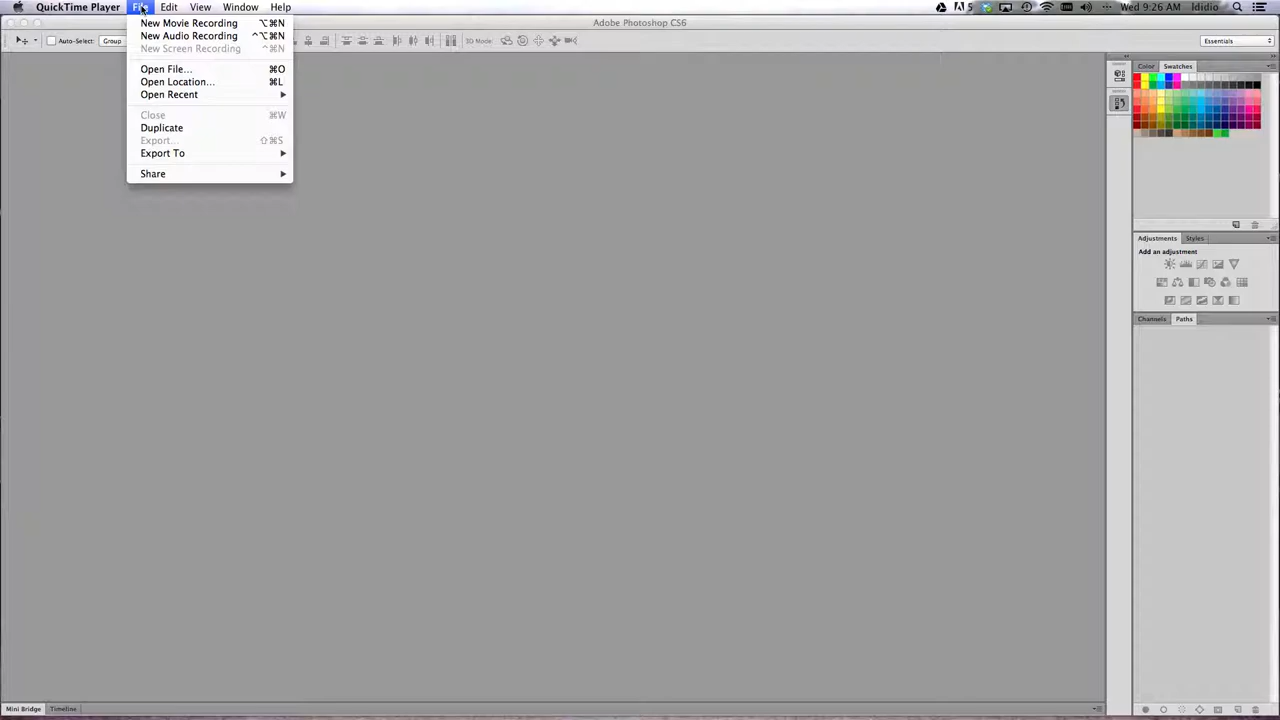 QuickTime Player File Edit View Window Help Wed 9:26 AM ldidio
Adobe Photoshop CS6
Auto-Select: Group 3D Mode: Essentials
New Movie Recording ⌥⌘N
New Audio Recording ^⌥⌘N
New Screen Recording ^⌘N
Open File... ⌘O
Open Location... ⌘L
Open Recent
Close ⌘W
Duplicate
Export... ⇧⌘S
Export To
Share
Color Swatches
Adjustments Styles
Add an adjustment
Channels Paths
Mini Bridge Timeline